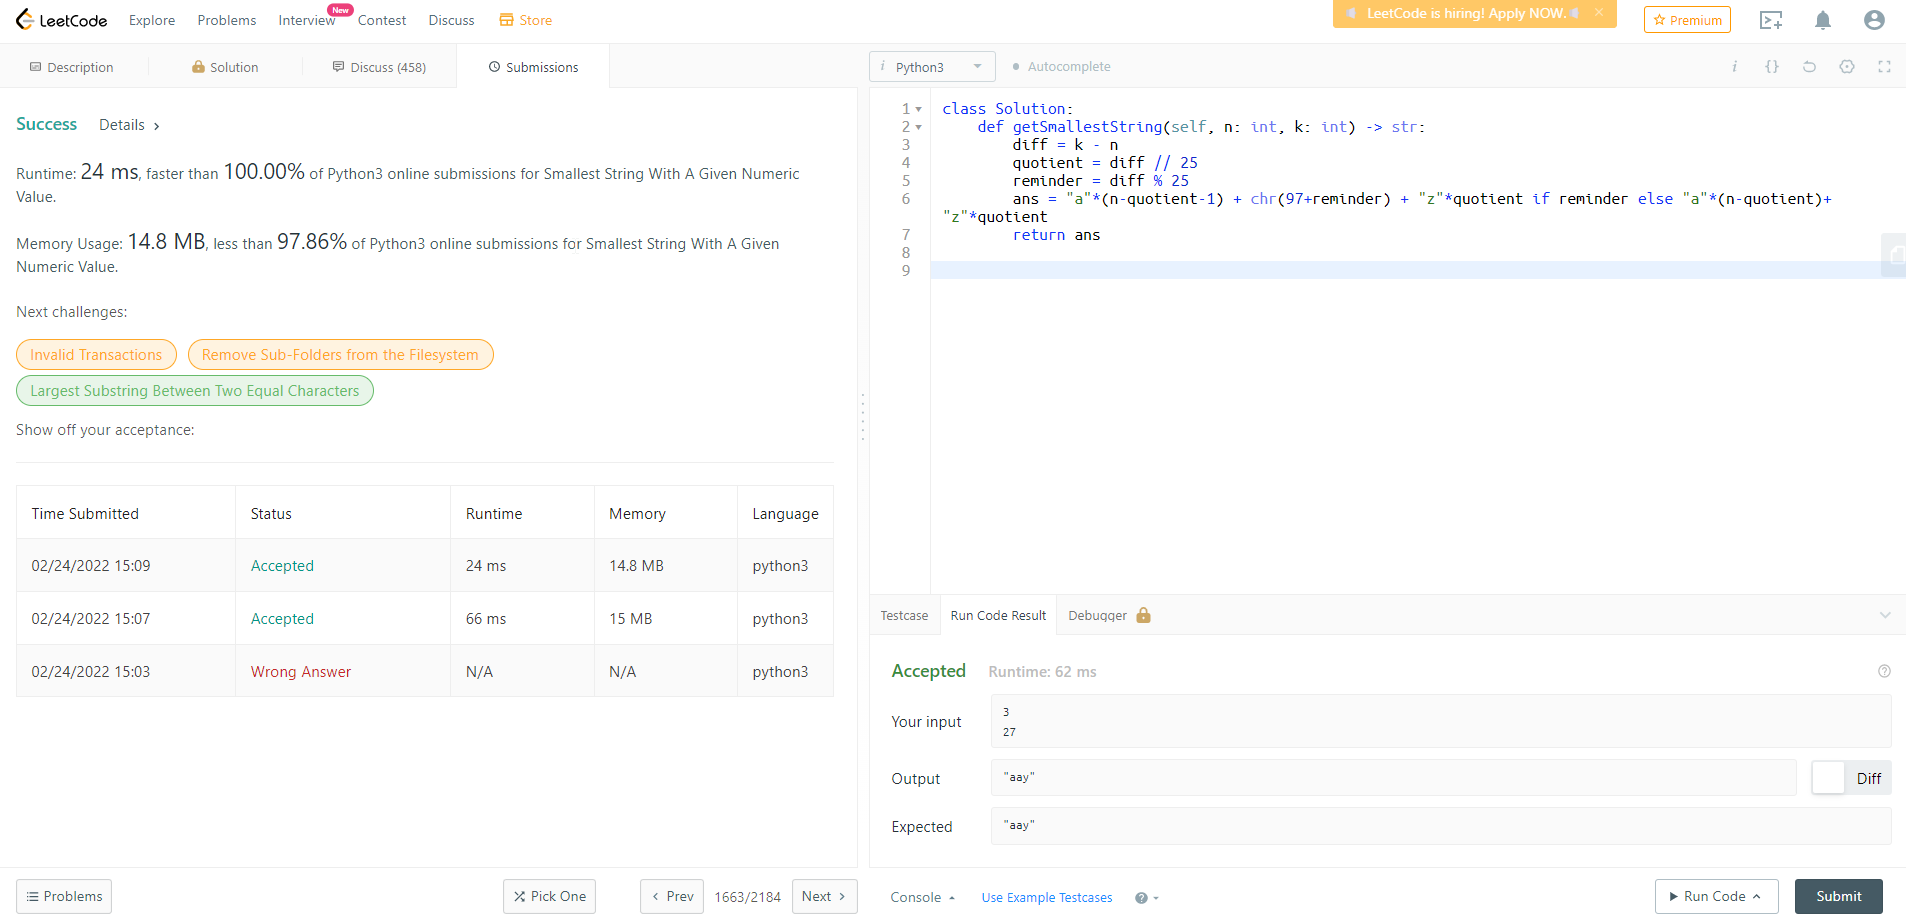 LeetCode Explore Problems Interview New Contest Discuss Store LeetCode is hiring! Apply NOW. Premium
Description Solution Discuss (458) Submissions
Success Details
Runtime: 24 ms, faster than 100.00% of Python3 online submissions for Smallest String With A Given Numeric
Value.
Memory Usage: 14.8 MB, less than 97.86% of Python3 online submissions for Smallest String With A Given
Numeric Value.
Next challenges:
Invalid Transactions Remove Sub-Folders from the Filesystem
Largest Substring Between Two Equal Characters
Show off your acceptance:
Time Submitted Status Runtime Memory Language
02/24/2022 15:09 Accepted 24 ms 14.8 MB python3
02/24/2022 15:07 Accepted 66 ms 15 MB python3
02/24/2022 15:03 Wrong Answer N/A N/A python3
Problems Pick One Prev 1663/2184 Next
i Python3 Autocomplete i {}
1 class Solution:
2 def getSmallestString(self, n: int, k: int) -> str:
3 diff = k - n
4 quotient = diff // 25
5 reminder = diff % 25
6 ans = "a"*(n-quotient-1) + chr(97+reminder) + "z"*quotient if reminder else "a"*(n-quotient)+
"z"*quotient
7 return ans
8
9
Testcase Run Code Result Debugger
Accepted Runtime: 62 ms
Your input 3
27
Output "aay" Diff
Expected "aay"
Console Use Example Testcases Run Code Submit